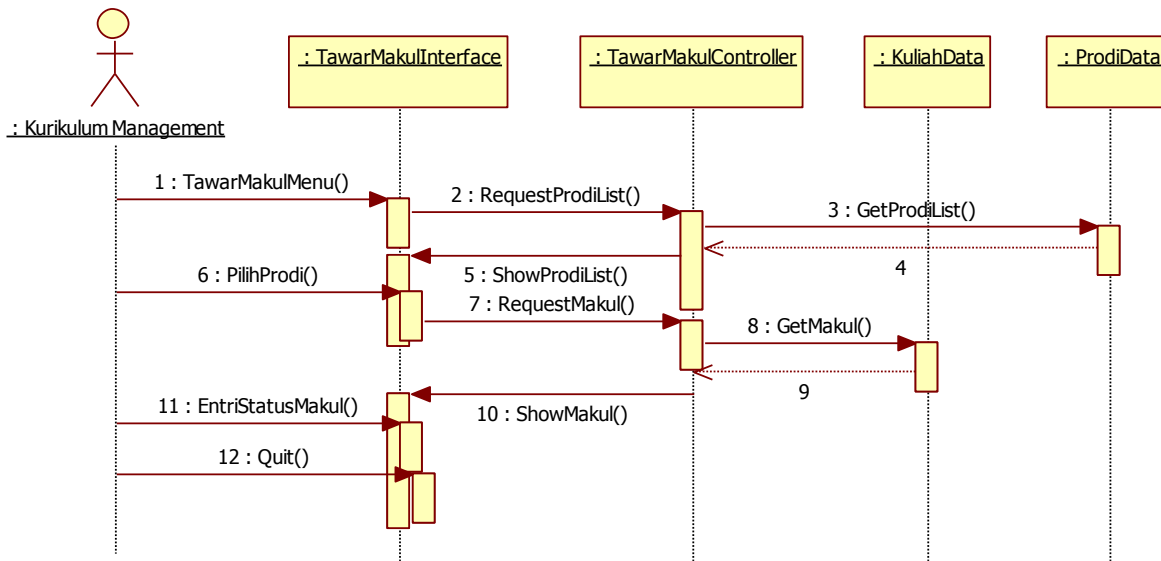 : TawarMakulInterface
: TawarMakulController
: KuliahData
: ProdiData
: Kurikulum Management
1 : TawarMakulMenu()
2 : RequestProdiList()
3 : GetProdiList()
4
5 : ShowProdiList()
6 : PilihProdi()
7 : RequestMakul()
8 : GetMakul()
9
10 : ShowMakul()
11 : EntriStatusMakul()
12 : Quit()